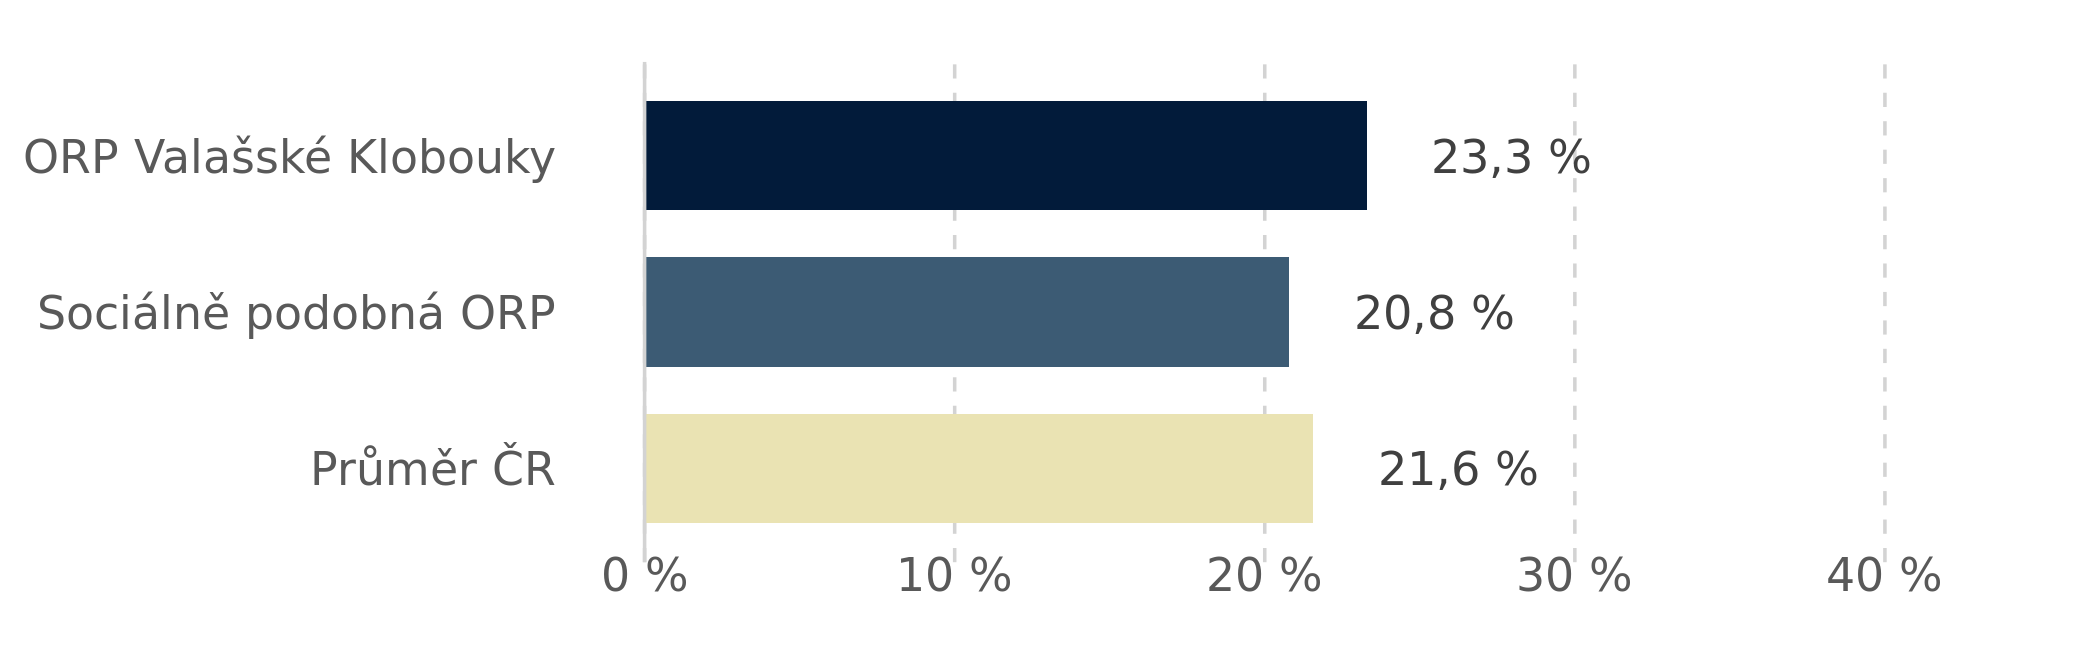 ORP Valašské Klobouky 23,3 %
Sociálně podobná ORP 20,8 %
Průměr ČR 21,6 %
0 % 10 % 20 % 30 % 40 %